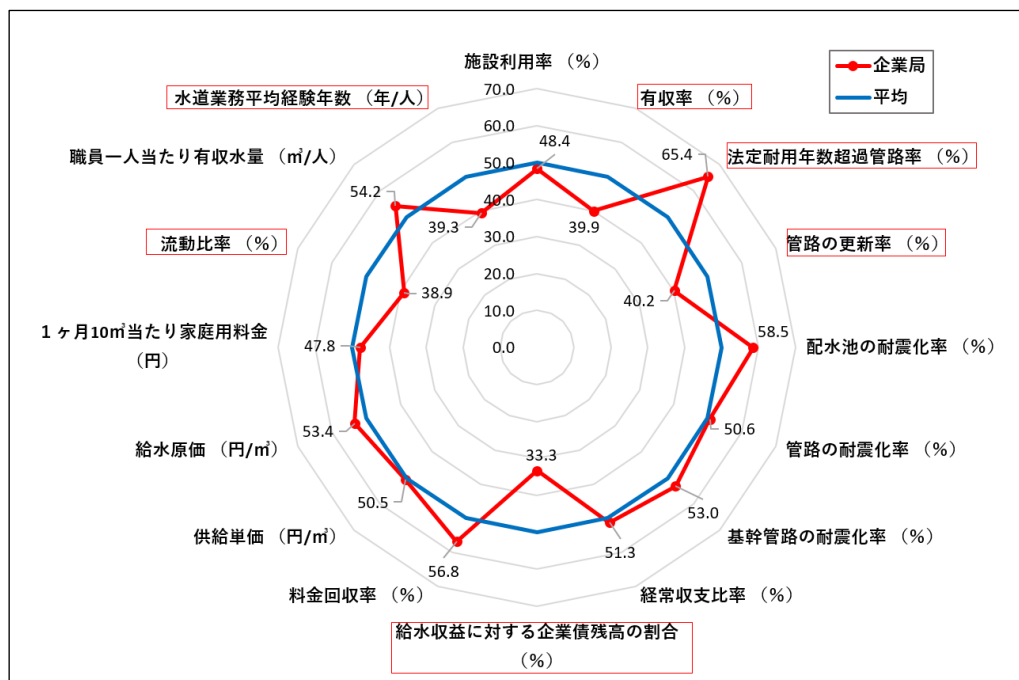 施設利用率 （%）
70.0
60.0
50.0
40.0
30.0
20.0
10.0
0.0
企業局
平均
水道業務平均経験年数 （年/人）
有収率 （%）
職員一人当たり有収水量 （㎥/人）
法定耐用年数超過管路率 （%）
流動比率 （%）
管路の更新率 （%）
１ヶ月10㎥当たり家庭用料金
（円）
配水池の耐震化率 （%）
給水原価 （円/㎥）
管路の耐震化率 （%）
供給単価 （円/㎥）
基幹管路の耐震化率 （%）
料金回収率 （%）
経常収支比率 （%）
給水収益に対する企業債残高の割合
（%）
48.4
39.9
65.4
40.2
58.5
50.6
53.0
51.3
33.3
56.8
50.5
53.4
47.8
38.9
54.2
39.3